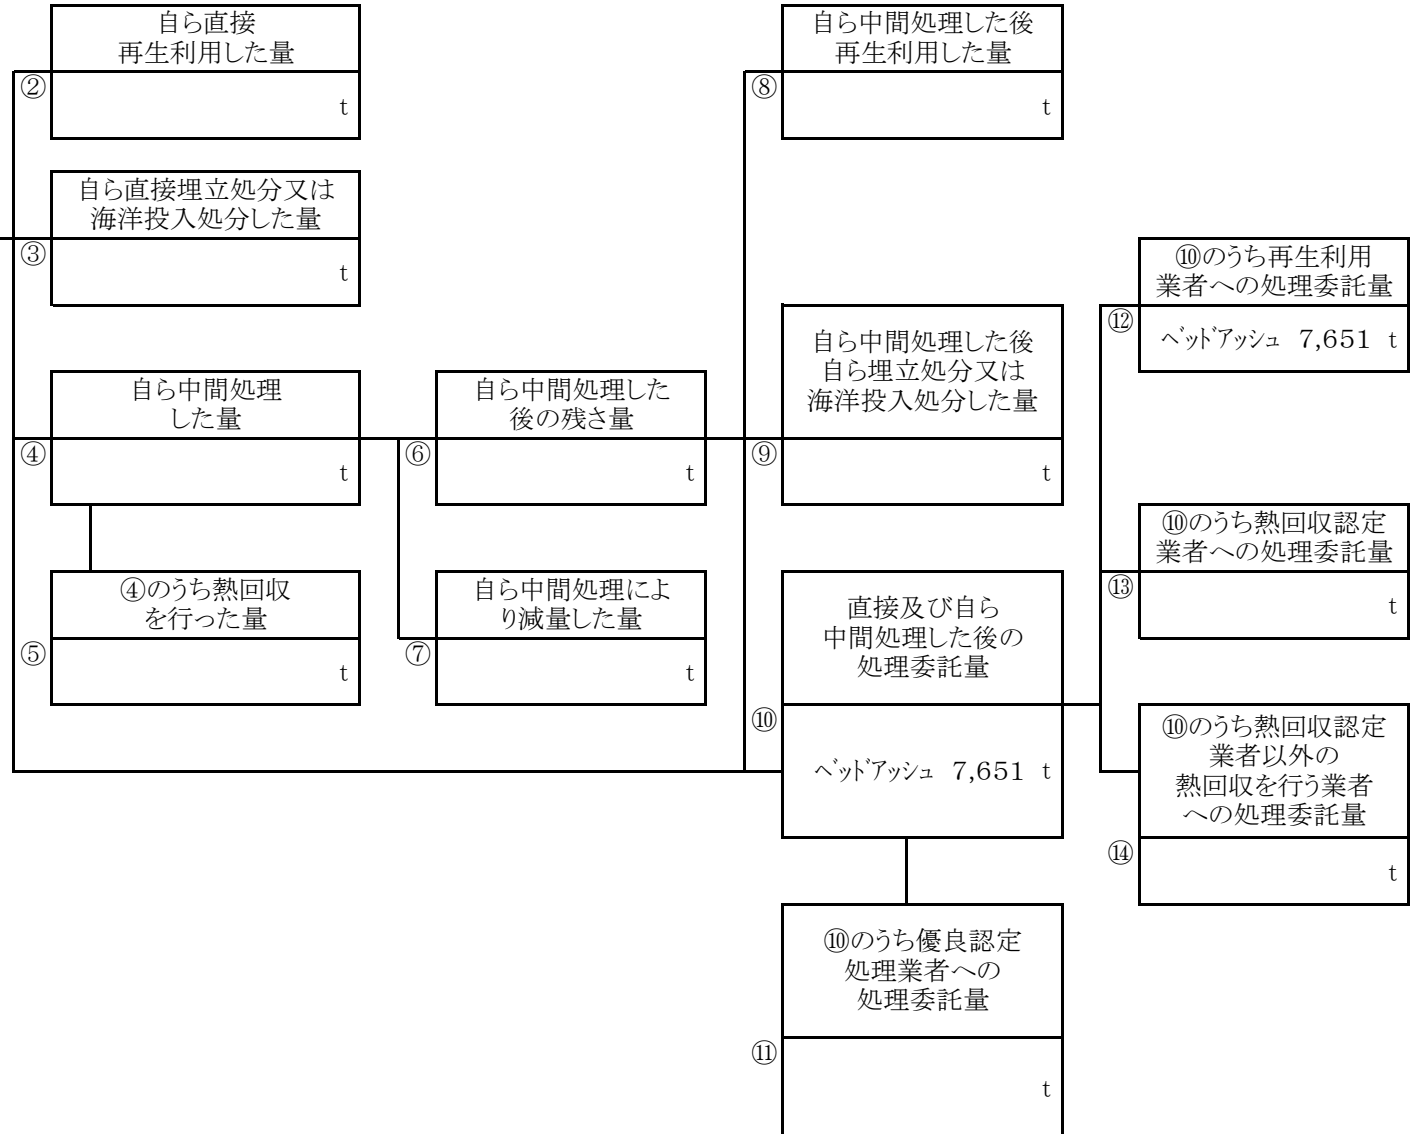 自ら直接
再生利用した量
②
t
自ら直接埋立処分又は
海洋投入処分した量
③
t
自ら中間処理
した量
④
t
④のうち熱回収
を行った量
⑤
t
自ら中間処理した
後の残さ量
⑥
t
自ら中間処理によ
り減量した量
⑦
t
自ら中間処理した後
再生利用した量
⑧
t
自ら中間処理した後
自ら埋立処分又は
海洋投入処分した量
⑨
t
直接及び自ら
中間処理した後の
処理委託量
⑩
ﾍﾞｯﾄﾞｱｯｼｭ 7,651 t
⑩のうち優良認定
処理業者への
処理委託量
⑪
t
⑩のうち再生利用
業者への処理委託量
⑫
ﾍﾞｯﾄﾞｱｯｼｭ 7,651 t
⑩のうち熱回収認定
業者への処理委託量
⑬
t
⑩のうち熱回収認定
業者以外の
熱回収を行う業者
への処理委託量
⑭
t